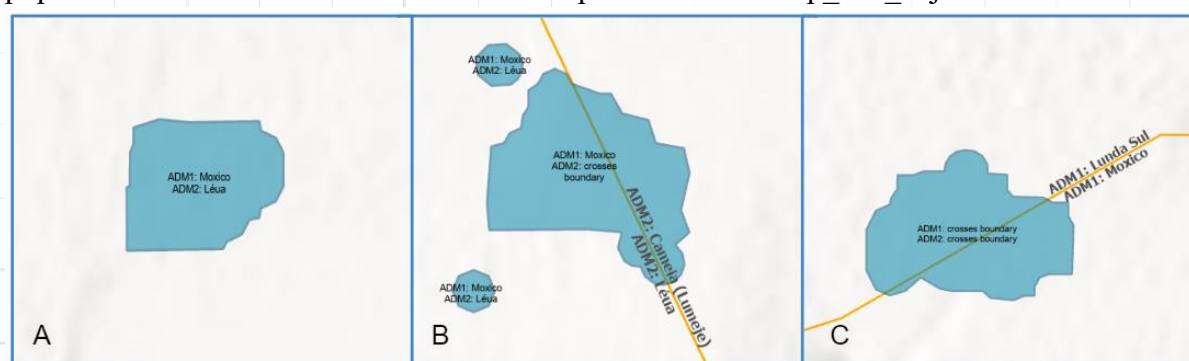 ADM1: Moxico
ADM2: Léua
A
ADM1: Moxico
ADM2: Léua
ADM1: Moxico
ADM2: crosses
boundary
ADM2: Cameia (Lumeje)
ADM2: Léua
ADM1: Moxico
ADM2: Léua
B
ADM1: Lunda Sul
ADM1: Moxico
ADM1: crosses boundary
ADM2: crosses boundary
C